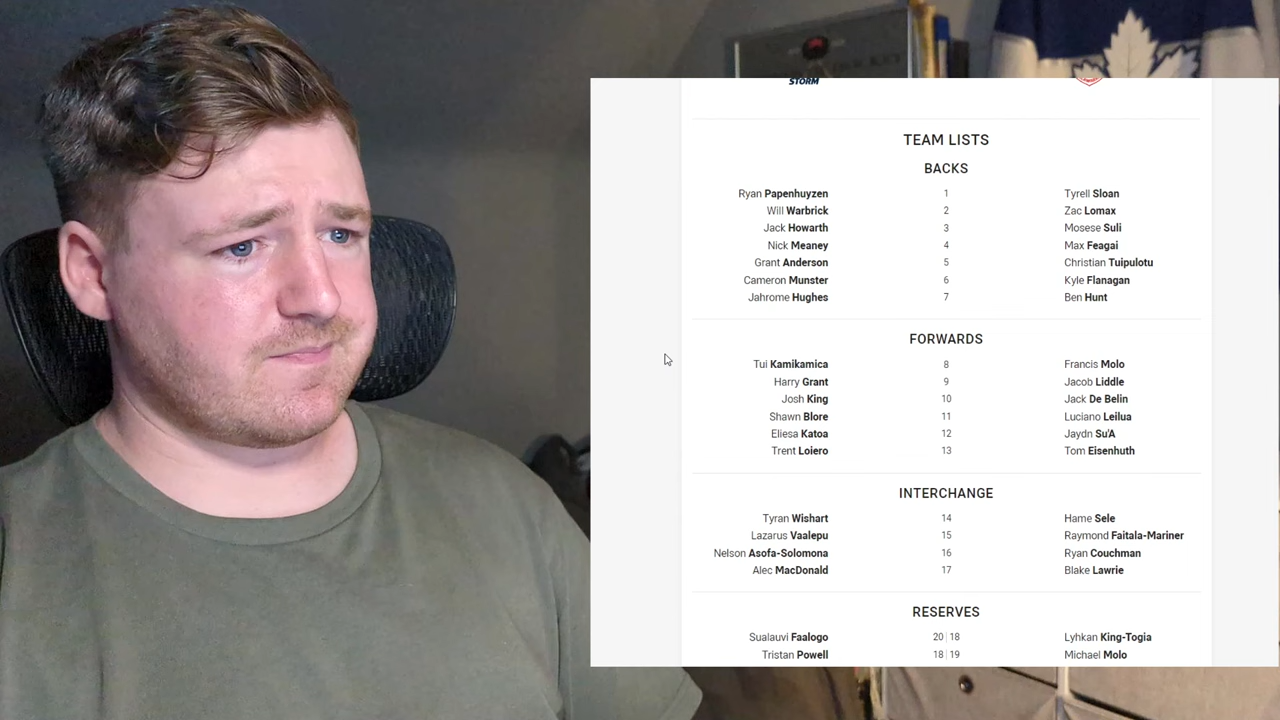 STORM
TEAM LISTS
BACKS
Ryan Papenhuyzen 1 Tyrell Sloan
Will Warbrick 2 Zac Lomax
Jack Howarth 3 Mosese Suli
Nick Meaney 4 Max Feagai
Grant Anderson 5 Christian Tuipulotu
Cameron Munster 6 Kyle Flanagan
Jahrome Hughes 7 Ben Hunt
FORWARDS
Tui Kamikamica 8 Francis Molo
Harry Grant 9 Jacob Liddle
Josh King 10 Jack De Belin
Shawn Blore 11 Luciano Leilua
Eliesa Katoa 12 Jaydn Su'A
Trent Loiero 13 Tom Eisenhuth
INTERCHANGE
Tyran Wishart 14 Hame Sele
Lazarus Vaalepu 15 Raymond Faitala-Mariner
Nelson Asofa-Solomona 16 Ryan Couchman
Alec MacDonald 17 Blake Lawrie
RESERVES
Sualauvi Faalogo 20 | 18 Lyhkan King-Togia
Tristan Powell 18 | 19 Michael Molo